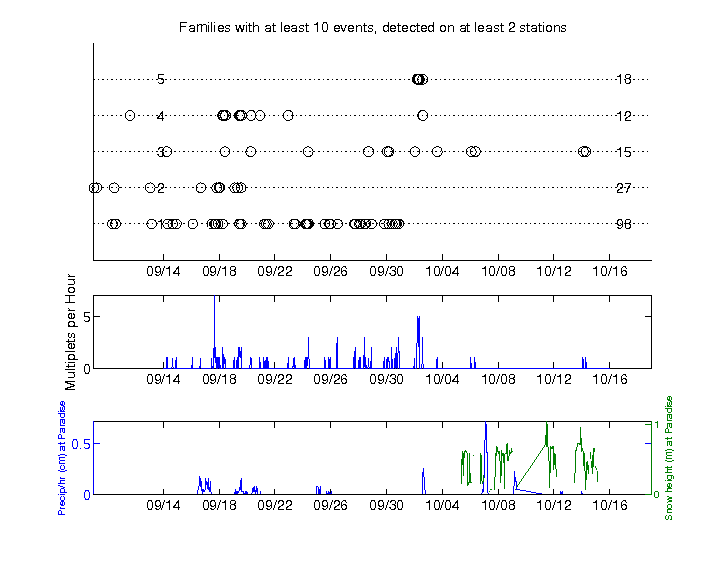 Families with at least 10 events, detected on at least 2 stations
5 18
4 12
3 15
2 27
1 96
09/14 09/18 09/22 09/26 09/30 10/04 10/08 10/12 10/16
Multiplets per Hour
5
0
09/14 09/18 09/22 09/26 09/30 10/04 10/08 10/12 10/16
Precip/hr (cm) at Paradise
0.5
0
Snow height (m) at Paradise
1
0
09/14 09/18 09/22 09/26 09/30 10/04 10/08 10/12 10/16